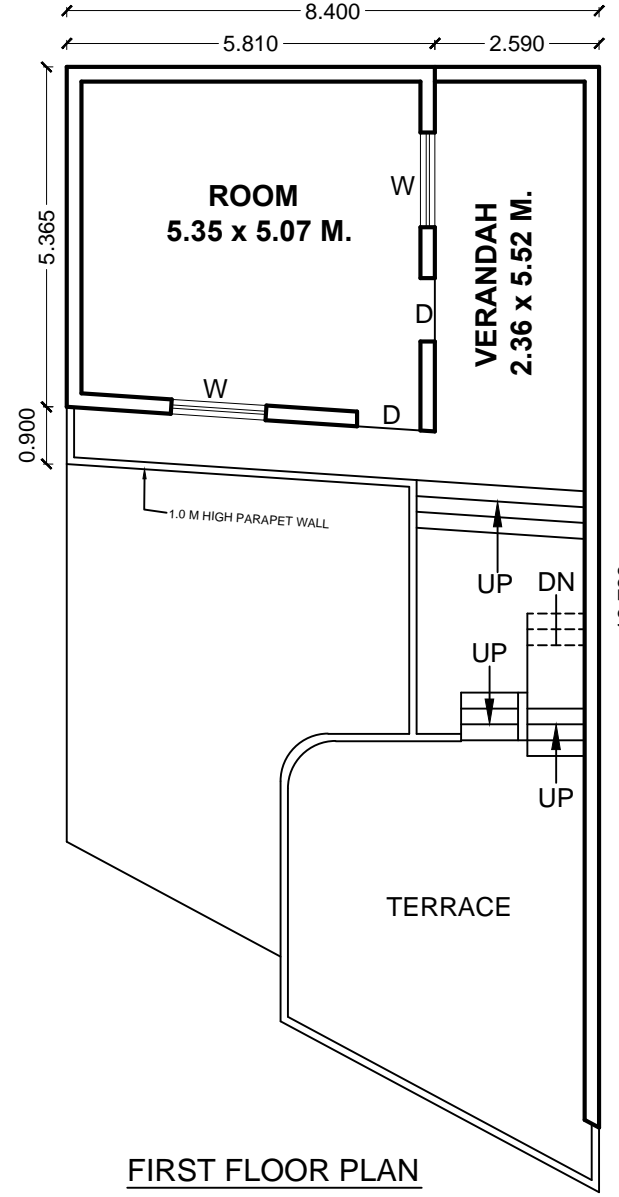 8.400
5.810
2.590
5.365
0.900
ROOM
5.35 x 5.07 M.
W
D
VERANDAH
2.36 x 5.52 M.
W
D
1.0 M HIGH PARAPET WALL
UP
DN
UP
UP
TERRACE
FIRST FLOOR PLAN